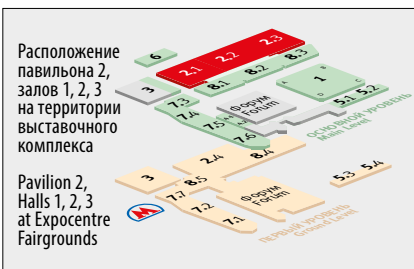 Расположение
павильона 2,
залов 1, 2, 3
на территории
выставочного
комплекса
Pavilion 2,
Halls 1, 2, 3
at Expocentre
Fairgrounds
6
2.1 2.2 2.3
3
8.1 8.2 8.3
1
7.3
7.4
7.5
7.6
Форум
Forum
5.1 5.2
ОСНОВНОЙ УРОВЕНЬ
Main Level
2.4 8.4
3
8.5
7.7
7.2
7.1
Форум
Forum
5.3 5.4
ПЕРВЫЙ УРОВЕНЬ
Ground Level
М